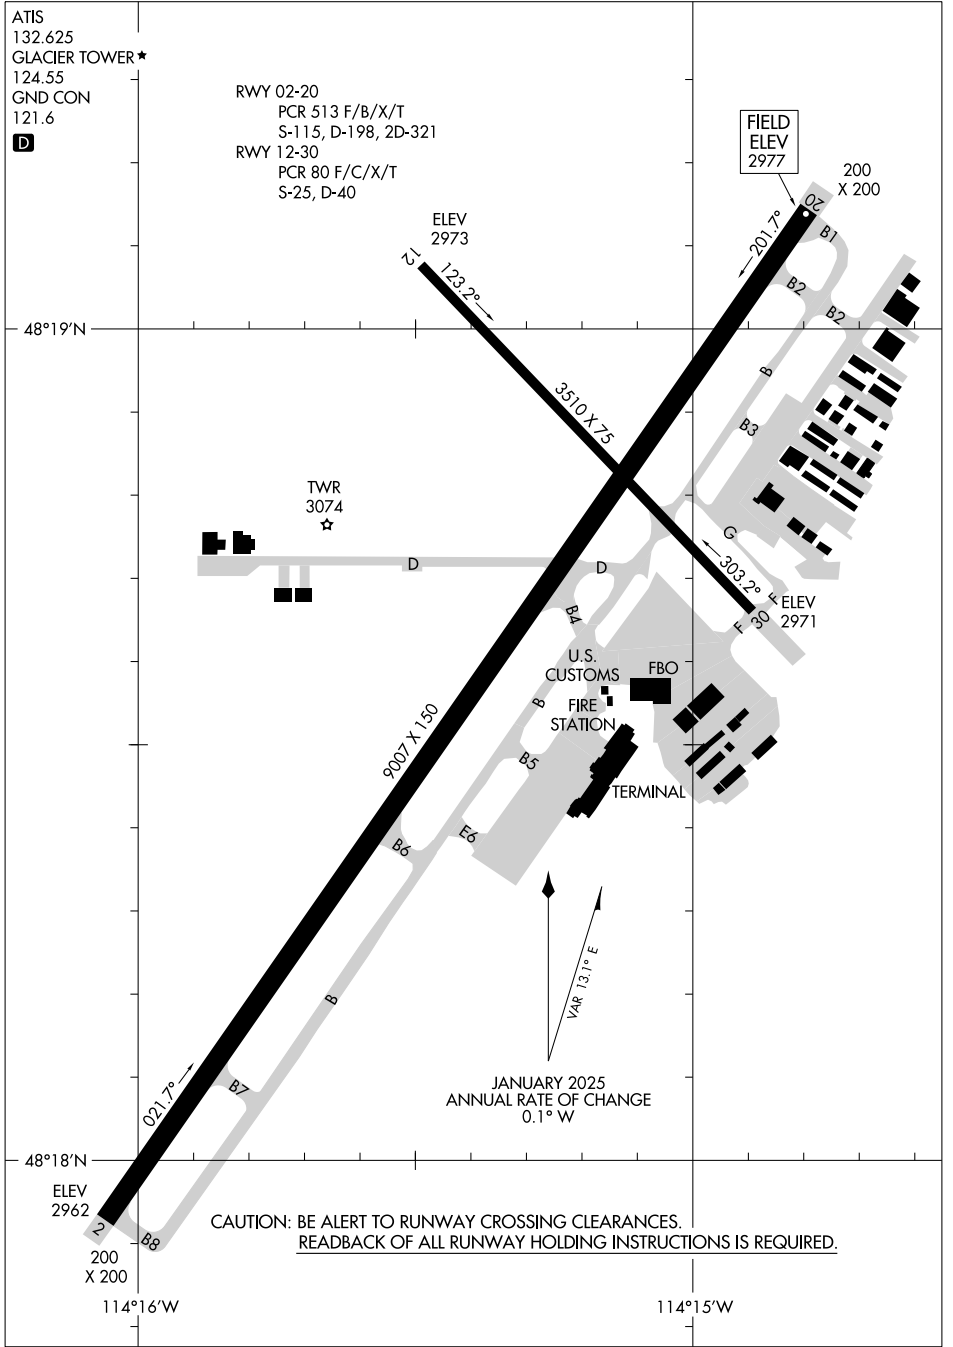 ATIS
132.625
GLACIER TOWER★
124.55
GND CON
121.6
D
RWY 02-20
PCR 513 F/B/X/T
S-115, D-198, 2D-321
RWY 12-30
PCR 80 F/C/X/T
S-25, D-40
FIELD
ELEV
2977
200
X 200
20
201.7°
B1
B2
B2
ELEV
2973
12
123.2°
48°19'N
B
3510 X 75
B3
TWR
3074
G
D
D
303.2°
F
F
30
ELEV
2971
B4
U.S.
CUSTOMS
FBO
FIRE
STATION
B
9007 X 150
B5
TERMINAL
E6
B6
VAR 13.1° E
B
JANUARY 2025
ANNUAL RATE OF CHANGE
0.1° W
B7
021.7°
48°18'N
ELEV
2962
2
B8
200
X 200
CAUTION: BE ALERT TO RUNWAY CROSSING CLEARANCES.
READBACK OF ALL RUNWAY HOLDING INSTRUCTIONS IS REQUIRED.
114°16'W
114°15'W